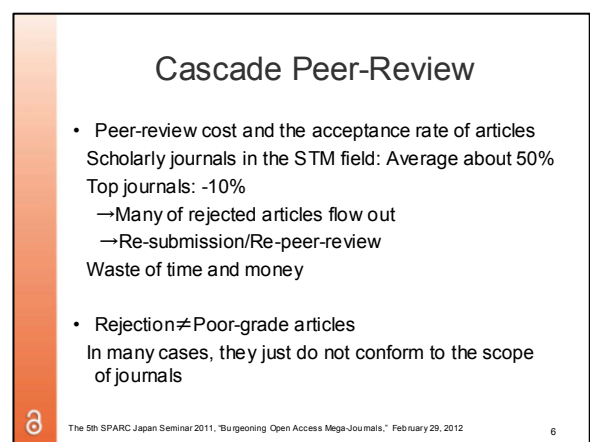 Cascade Peer-Review
• Peer-review cost and the acceptance rate of articles
Scholarly journals in the STM field: Average about 50%
Top journals: -10%
→Many of rejected articles flow out
→Re-submission/Re-peer-review
Waste of time and money
• Rejection≠Poor-grade articles
In many cases, they just do not conform to the scope
of journals
The 5th SPARC Japan Seminar 2011, "Burgeoning Open Access Mega-Journals," February 29, 2012
6